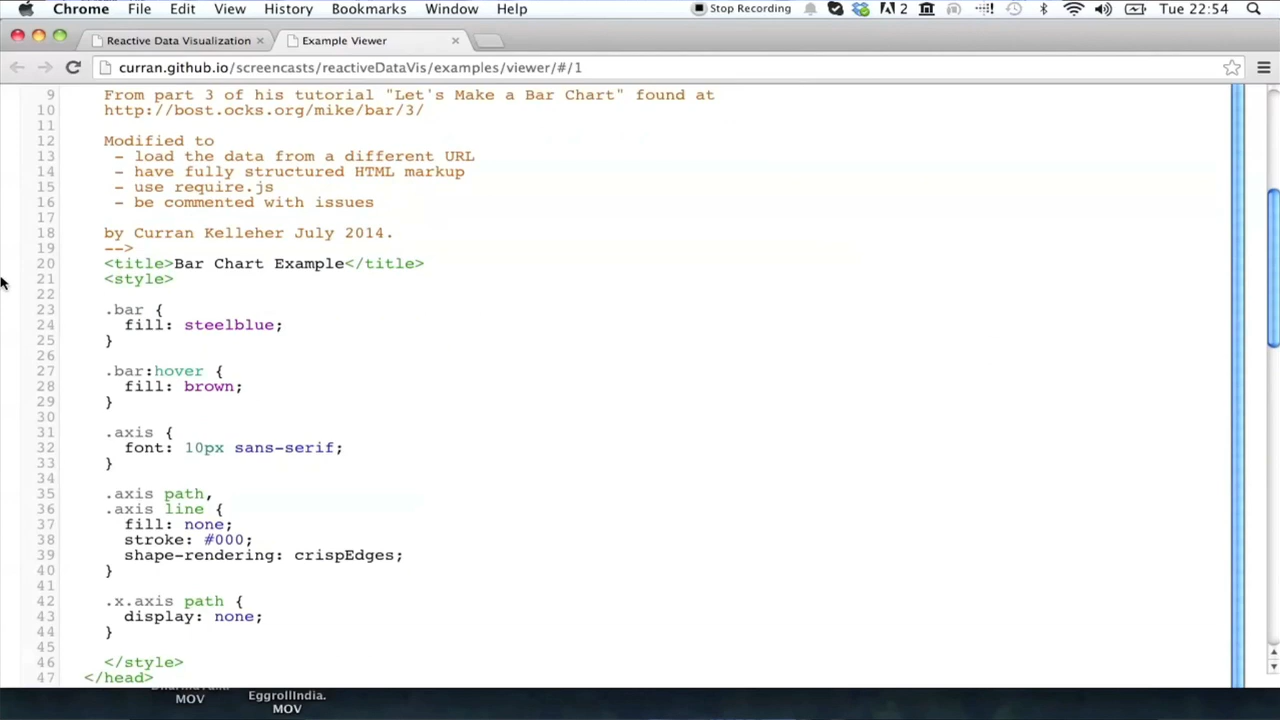 Chrome File Edit View History Bookmarks Window Help Stop Recording 2 Tue 22:54
Reactive Data Visualization Example Viewer
curran.github.io/screencasts/reactiveDataVis/examples/viewer/#/1
9 From part 3 of his tutorial "Let's Make a Bar Chart" found at
10 http://bost.ocks.org/mike/bar/3/
11
12 Modified to
13 - load the data from a different URL
14 - have fully structured HTML markup
15 - use require.js
16 - be commented with issues
17
18 by Curran Kelleher July 2014.
19 -->
20 <title>Bar Chart Example</title>
21 <style>
22
23 .bar {
24 fill: steelblue;
25 }
26
27 .bar:hover {
28 fill: brown;
29 }
30
31 .axis {
32 font: 10px sans-serif;
33 }
34
35 .axis path,
36 .axis line {
37 fill: none;
38 stroke: #000;
39 shape-rendering: crispEdges;
40 }
41
42 .x.axis path {
43 display: none;
44 }
45
46 </style>
47 </head>
MOV
EggrollIndia.
MOV